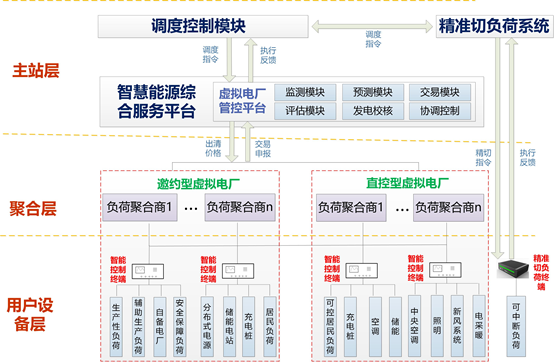 主站层
调度控制模块
调度
指令
精准切负荷系统
调度
指令
执行
反馈
智慧能源综
合服务平台
虚拟电厂
管控平台
监测模块
预测模块
交易模块
评估模块
发电校核
协调控制
出清
价格
交易
申报
精切
指令
执行
反馈
聚合层
邀约型虚拟电厂
负荷聚合商1
...
负荷聚合商n
直控型虚拟电厂
负荷聚合商1
...
负荷聚合商n
用户设
备层
智能
控制
终端
智能
控制
终端
智能
控制
终端
智能
控制
终端
精准
切负
荷终
端
生产性负荷
辅助生产负荷
自备电厂
安全保障负荷
分布式电源
储能电站
充电桩
居民负荷
可控居民负荷
充电桩
空调
储能
中央空调
照明
新风系统
电采暖
可中断负荷